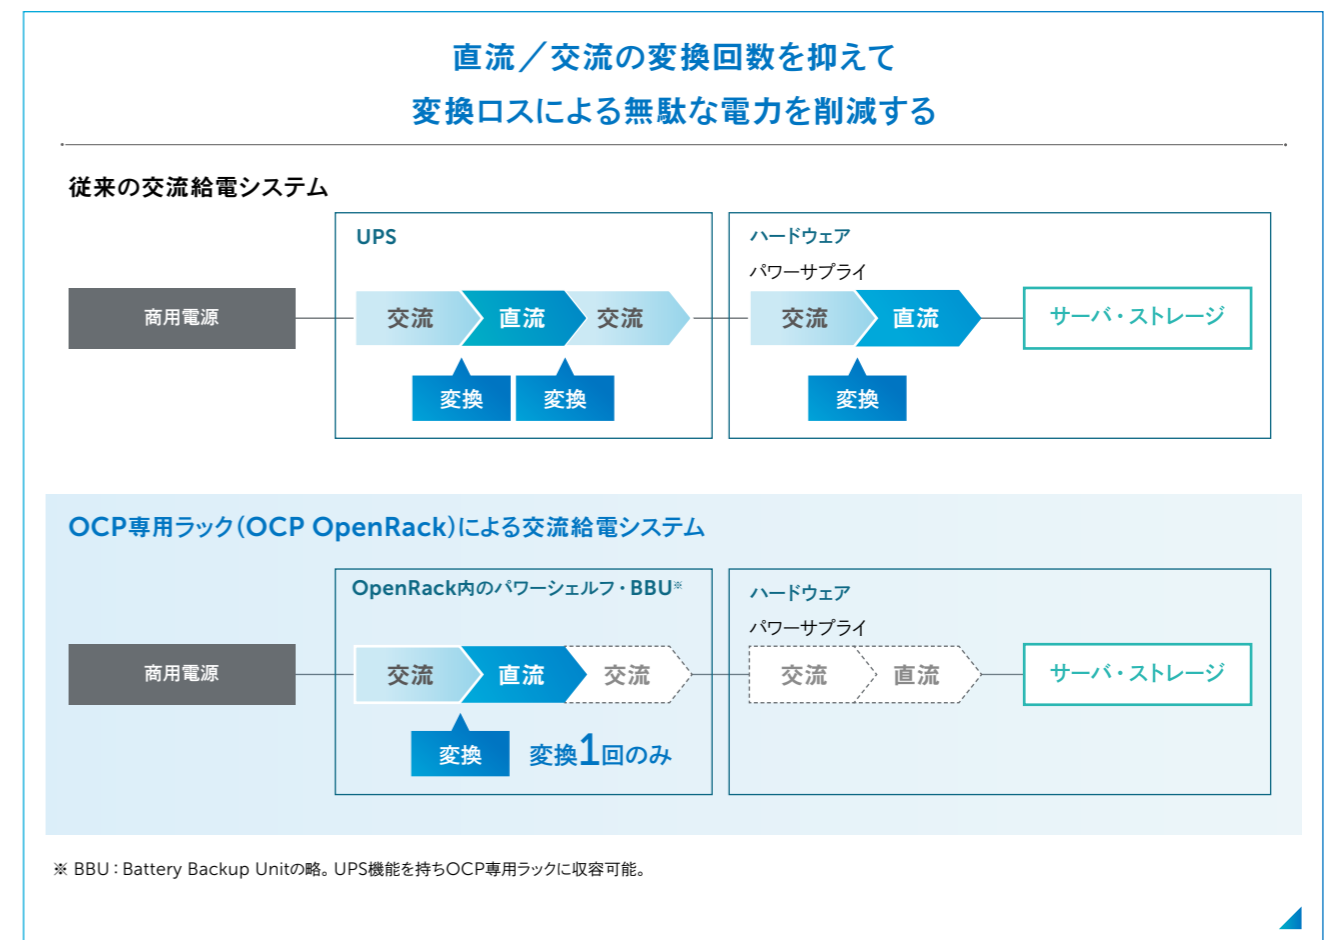 直流／交流の変換回数を抑えて
変換ロスによる無駄な電力を削減する
従来の交流給電システム
UPS
ハードウェア
パワーサプライ
商用電源
交流 直流 交流
交流 直流
サーバ・ストレージ
変換 変換
変換
OCP専用ラック（OCP OpenRack）による交流給電システム
OpenRack内のパワーシェルフ・BBU※
ハードウェア
パワーサプライ
商用電源
交流 直流 交流
交流 直流
サーバ・ストレージ
変換
変換1回のみ
※ BBU：Battery Backup Unitの略。UPS機能を持ちOCP専用ラックに収容可能。